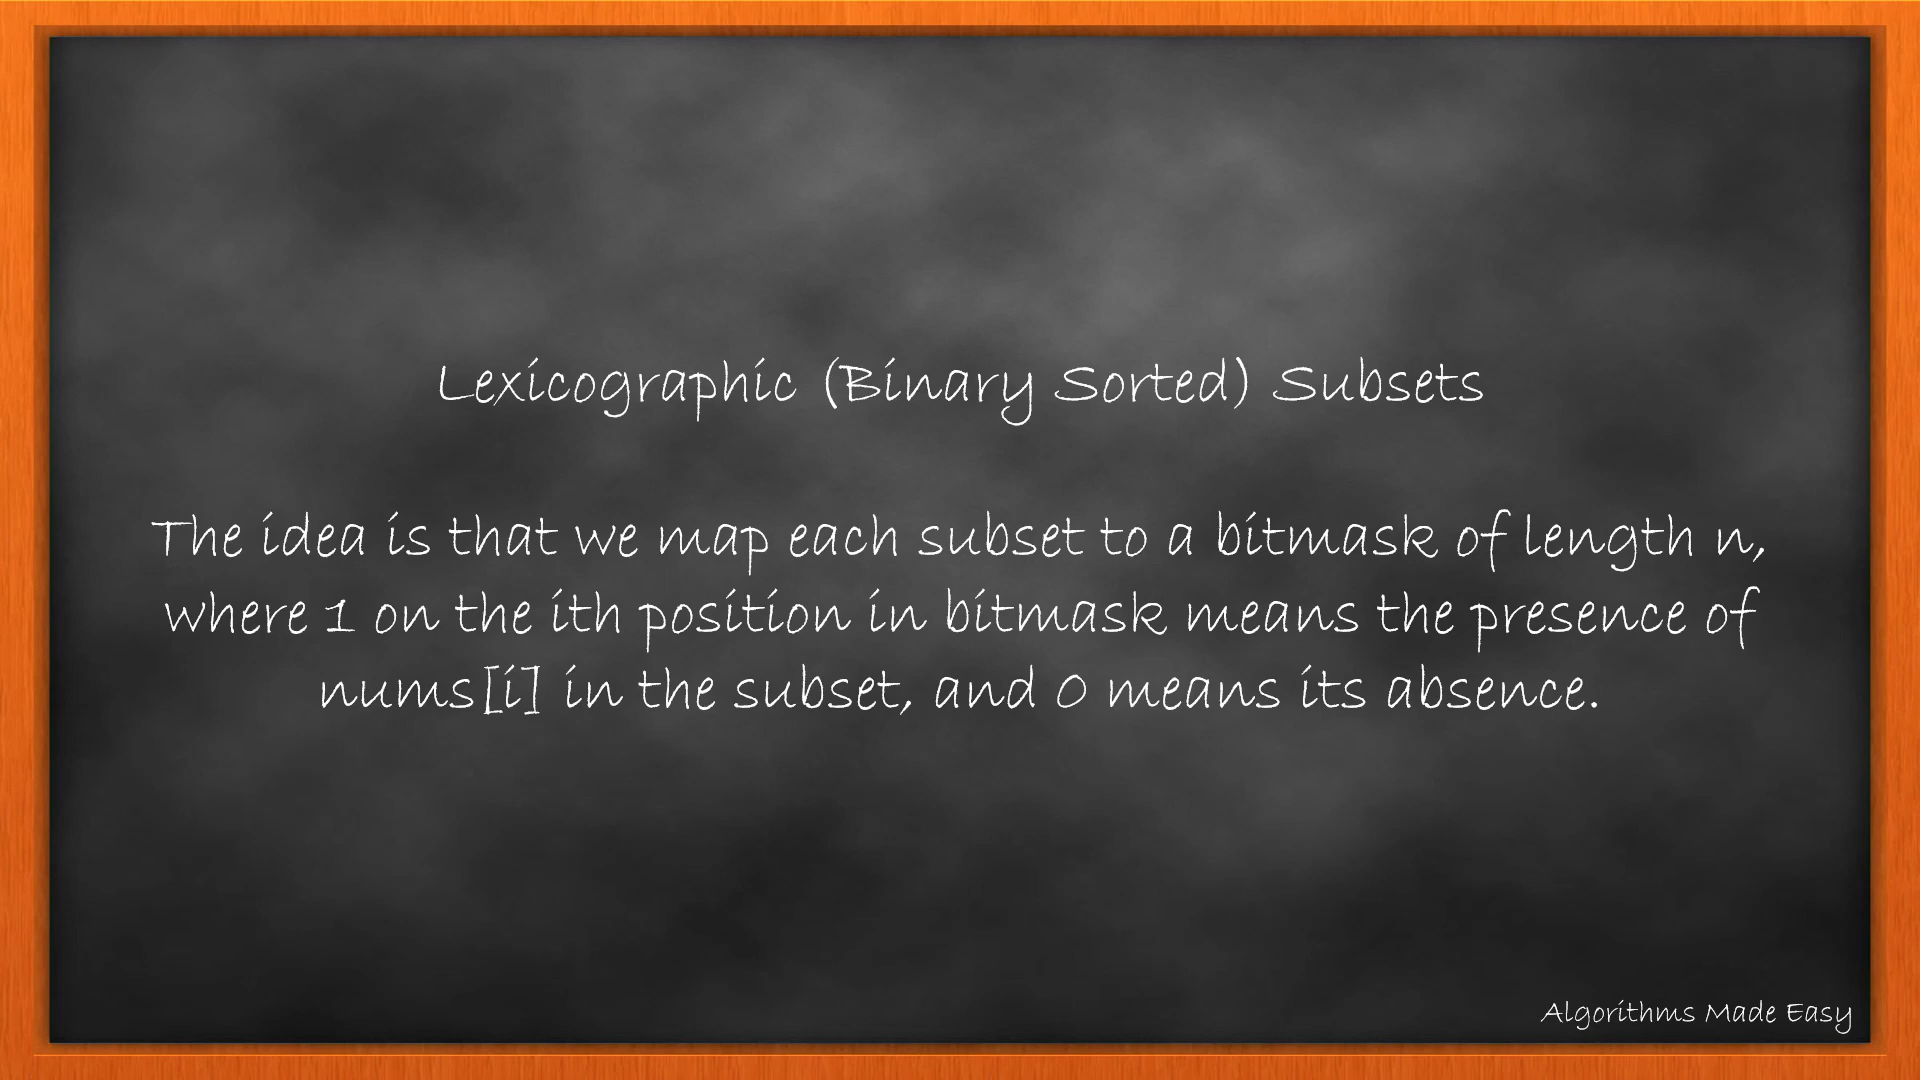 Lexicographic (Binary Sorted) Subsets
The idea is that we map each subset to a bitmask of length n,
where 1 on the ith position in bitmask means the presence of
nums[i] in the subset, and 0 means its absence.
Algorithms Made Easy